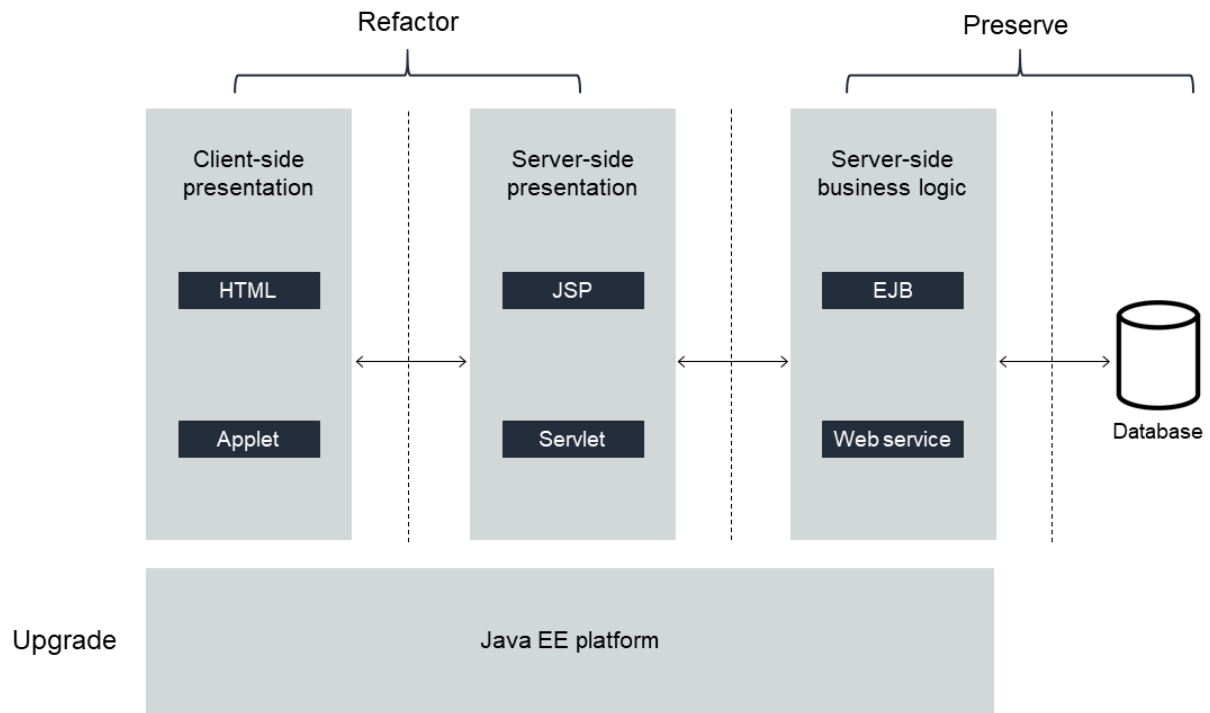 Refactor
Preserve
Client-side
presentation
Server-side
presentation
Server-side
business logic
HTML
JSP
EJB
Applet
Servlet
Web service
Database
Upgrade
Java EE platform